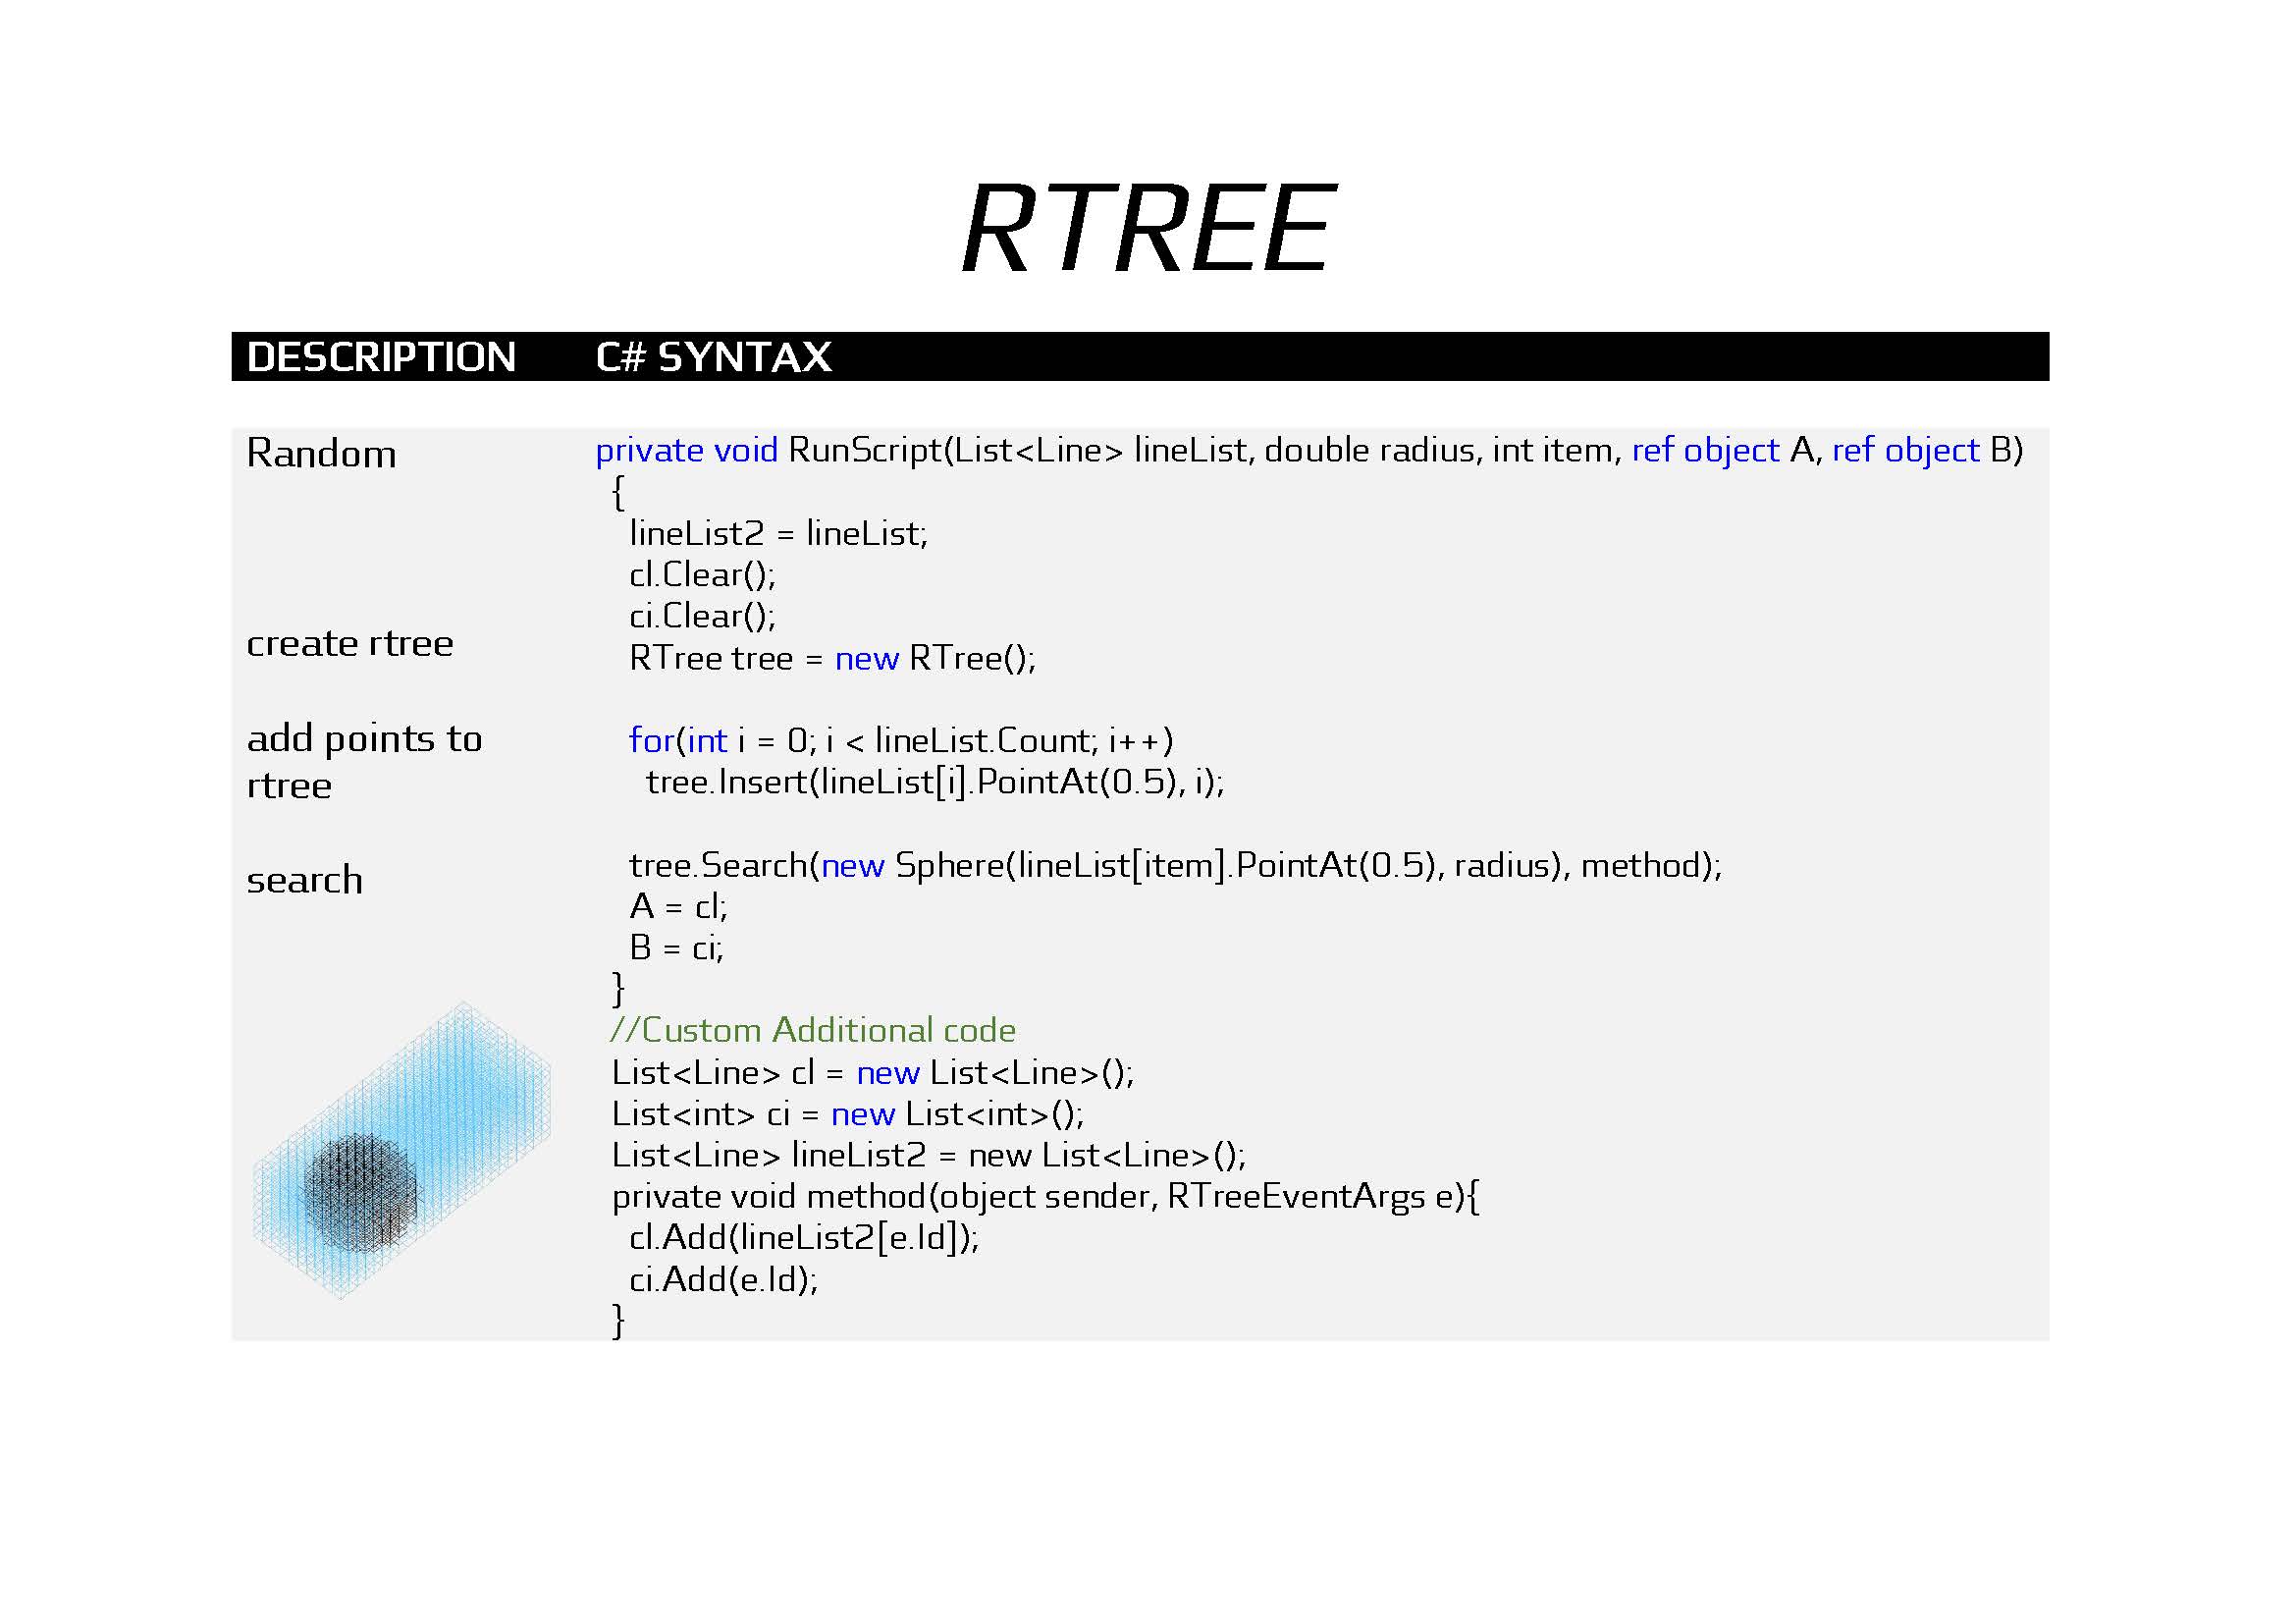 RTREE
DESCRIPTION C# SYNTAX
Random private void RunScript(List<Line> lineList, double radius, int item, ref object A, ref object B)
{
lineList2 = lineList;
cl.Clear();
ci.Clear();
create rtree RTree tree = new RTree();
add points to for(int i = 0; i < lineList.Count; i++)
rtree tree.Insert(lineList[i].PointAt(0.5), i);
search tree.Search(new Sphere(lineList[item].PointAt(0.5), radius), method);
A = cl;
B = ci;
}
//Custom Additional code
List<Line> cl = new List<Line>();
List<int> ci = new List<int>();
List<Line> lineList2 = new List<Line>();
private void method(object sender, RTreeEventArgs e){
cl.Add(lineList2[e.Id]);
ci.Add(e.Id);
}